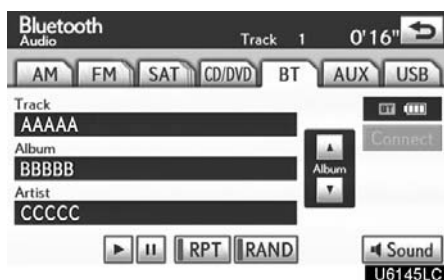 Bluetooth
Audio Track 1 0'16"
AM FM SAT CD/DVD BT AUX USB
Track
AAAAA
BT
Connect
Album
BBBBB
Album
Artist
CCCCC
RPT RAND Sound
U6145LC